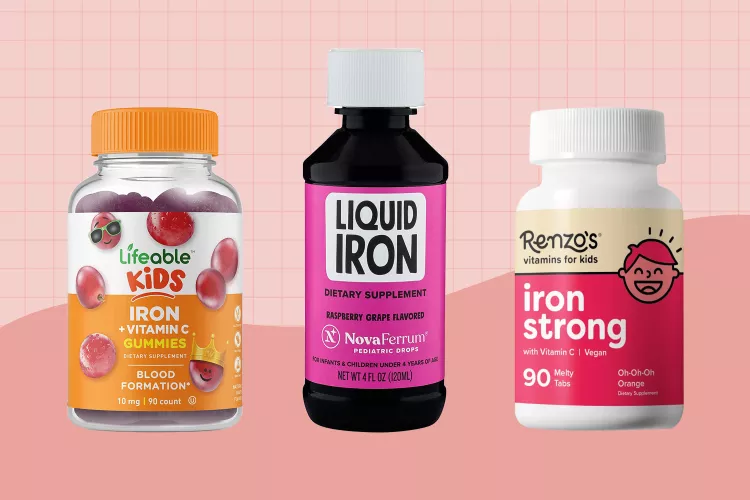 Lifeable™
KiDS
IRON
+ VITAMIN C
GUMMIES
DIETARY SUPPLEMENT
BLOOD
FORMATION*
10 mg | 90 count
LIQUID
IRON
DIETARY SUPPLEMENT
RASPBERRY GRAPE FLAVORED
NovaFerrum®
PEDIATRIC DROPS
FOR INFANTS & CHILDREN UNDER 4 YEARS OF AGE
NET WT 4 FL OZ (120ML)
Renzo's®
vitamins for kids
iron
strong
with Vitamin C | Vegan
90 Melty
Tabs
Oh-Oh-Oh
Orange
Dietary Supplement